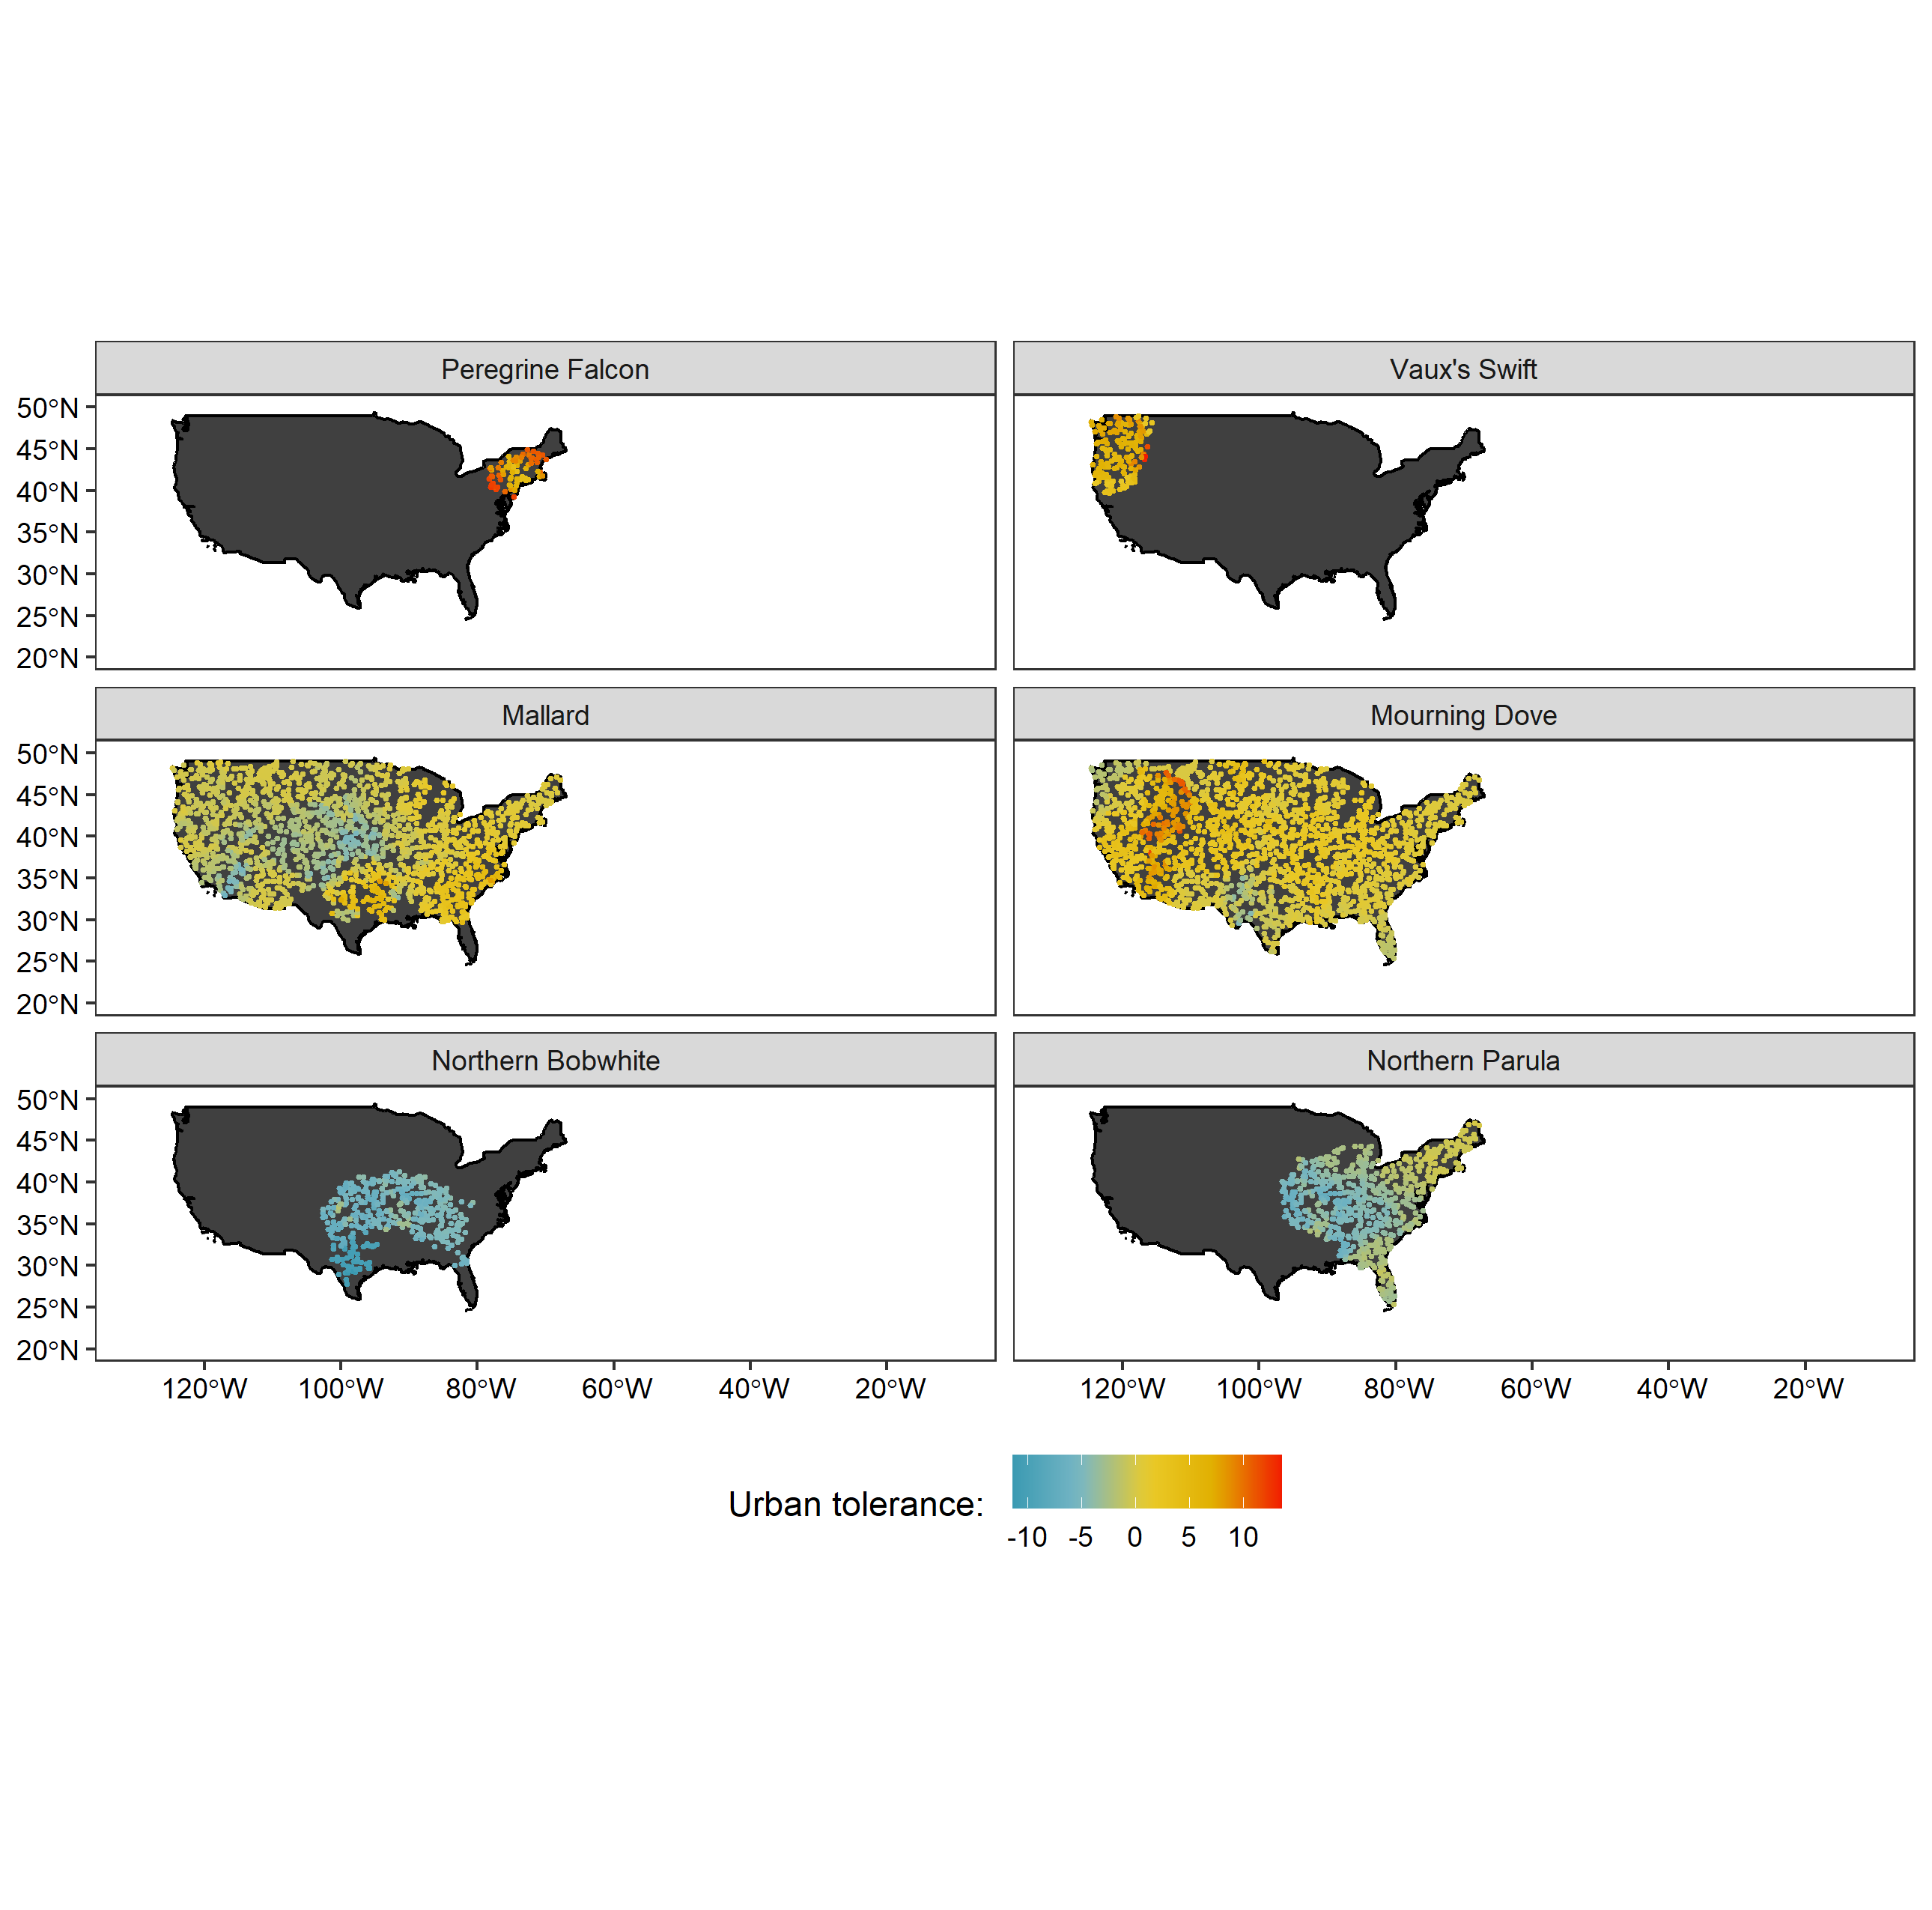 Peregrine Falcon
Vaux's Swift
50°N
45°N
40°N
35°N
30°N
25°N
20°N
Mallard
Mourning Dove
50°N
45°N
40°N
35°N
30°N
25°N
20°N
Northern Bobwhite
Northern Parula
50°N
45°N
40°N
35°N
30°N
25°N
20°N
120°W 100°W 80°W 60°W 40°W 20°W
120°W 100°W 80°W 60°W 40°W 20°W
Urban tolerance:
-10 -5 0 5 10